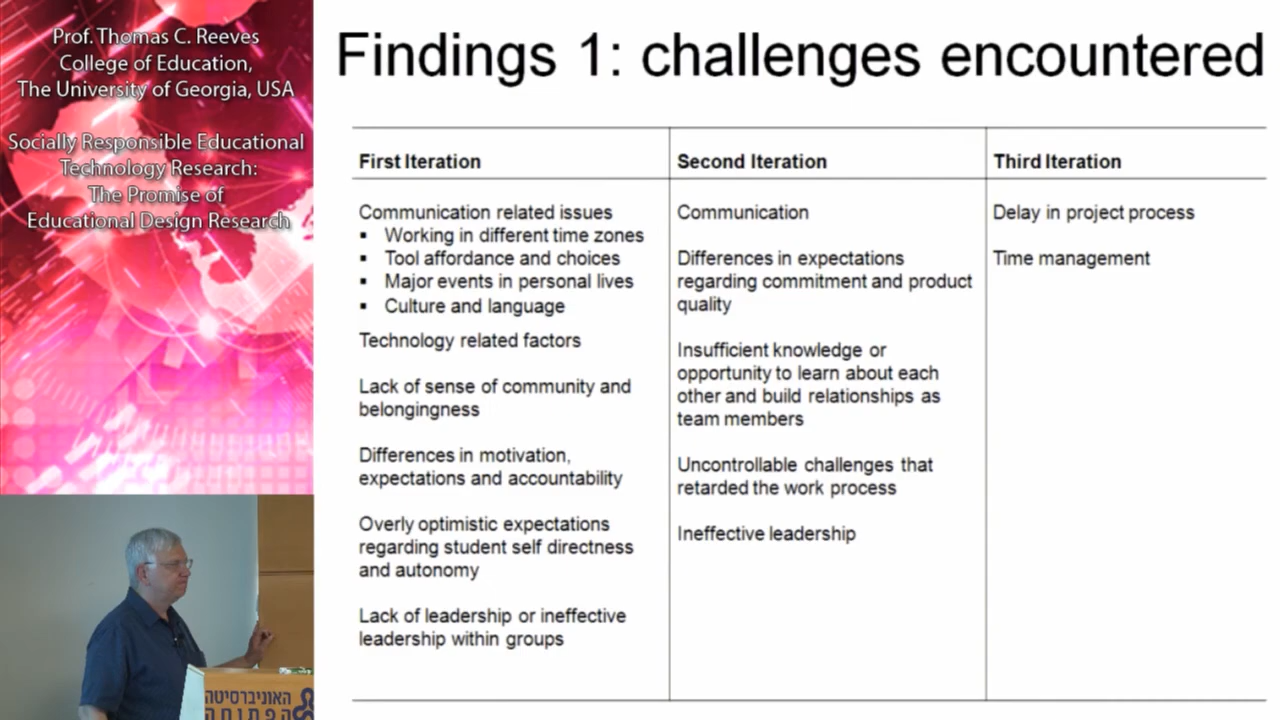 Prof. Thomas C. Reeves
College of Education,
The University of Georgia, USA
Socially Responsible Educational
Technology Research:
The Promise of
Educational Design Research
Findings 1: challenges encountered
First Iteration
Communication related issues
▪ Working in different time zones
▪ Tool affordance and choices
▪ Major events in personal lives
▪ Culture and language
Technology related factors
Lack of sense of community and
belongingness
Differences in motivation,
expectations and accountability
Overly optimistic expectations
regarding student self directness
and autonomy
Lack of leadership or ineffective
leadership within groups
Second Iteration
Communication
Differences in expectations
regarding commitment and product
quality
Insufficient knowledge or
opportunity to learn about each
other and build relationships as
team members
Uncontrollable challenges that
retarded the work process
Ineffective leadership
Third Iteration
Delay in project process
Time management
האוניברסיטה
הפתוחה